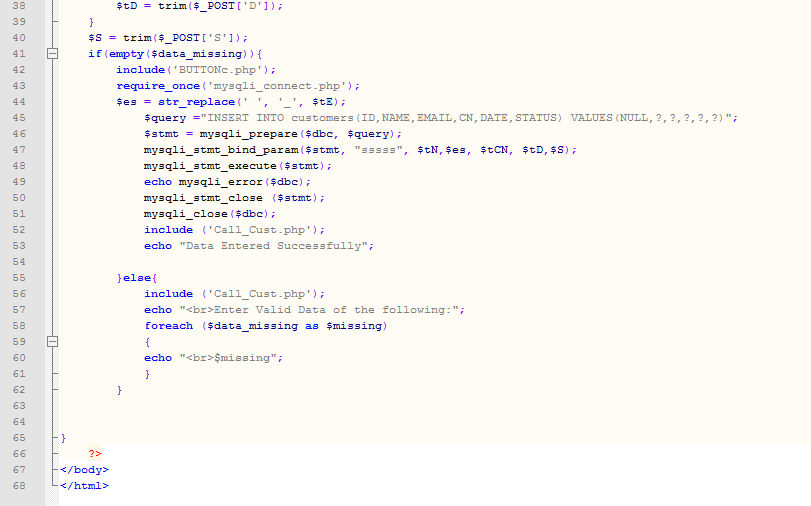 38 $tD = trim($_POST['D']);
39 }
40 $S = trim($_POST['S']);
41 if(empty($data_missing)){
42 include('BUTTONc.php');
43 require_once('mysqli_connect.php');
44 $es = str_replace(' ', '_', $tE);
45 $query ="INSERT INTO customers(ID,NAME,EMAIL,CN,DATE,STATUS) VALUES(NULL,?,?,?,?,?)";
46 $stmt = mysqli_prepare($dbc, $query);
47 mysqli_stmt_bind_param($stmt, "sssss", $tN,$es, $tCN, $tD,$S);
48 mysqli_stmt_execute($stmt);
49 echo mysqli_error($dbc);
50 mysqli_stmt_close ($stmt);
51 mysqli_close($dbc);
52 include ('Call_Cust.php');
53 echo "Data Entered Successfully";
54
55 }else{
56 include ('Call_Cust.php');
57 echo "<br>Enter Valid Data of the following:";
58 foreach ($data_missing as $missing)
59 {
60 echo "<br>$missing";
61 }
62 }
63
64
65 }
66 ?>
67 </body>
68 </html>